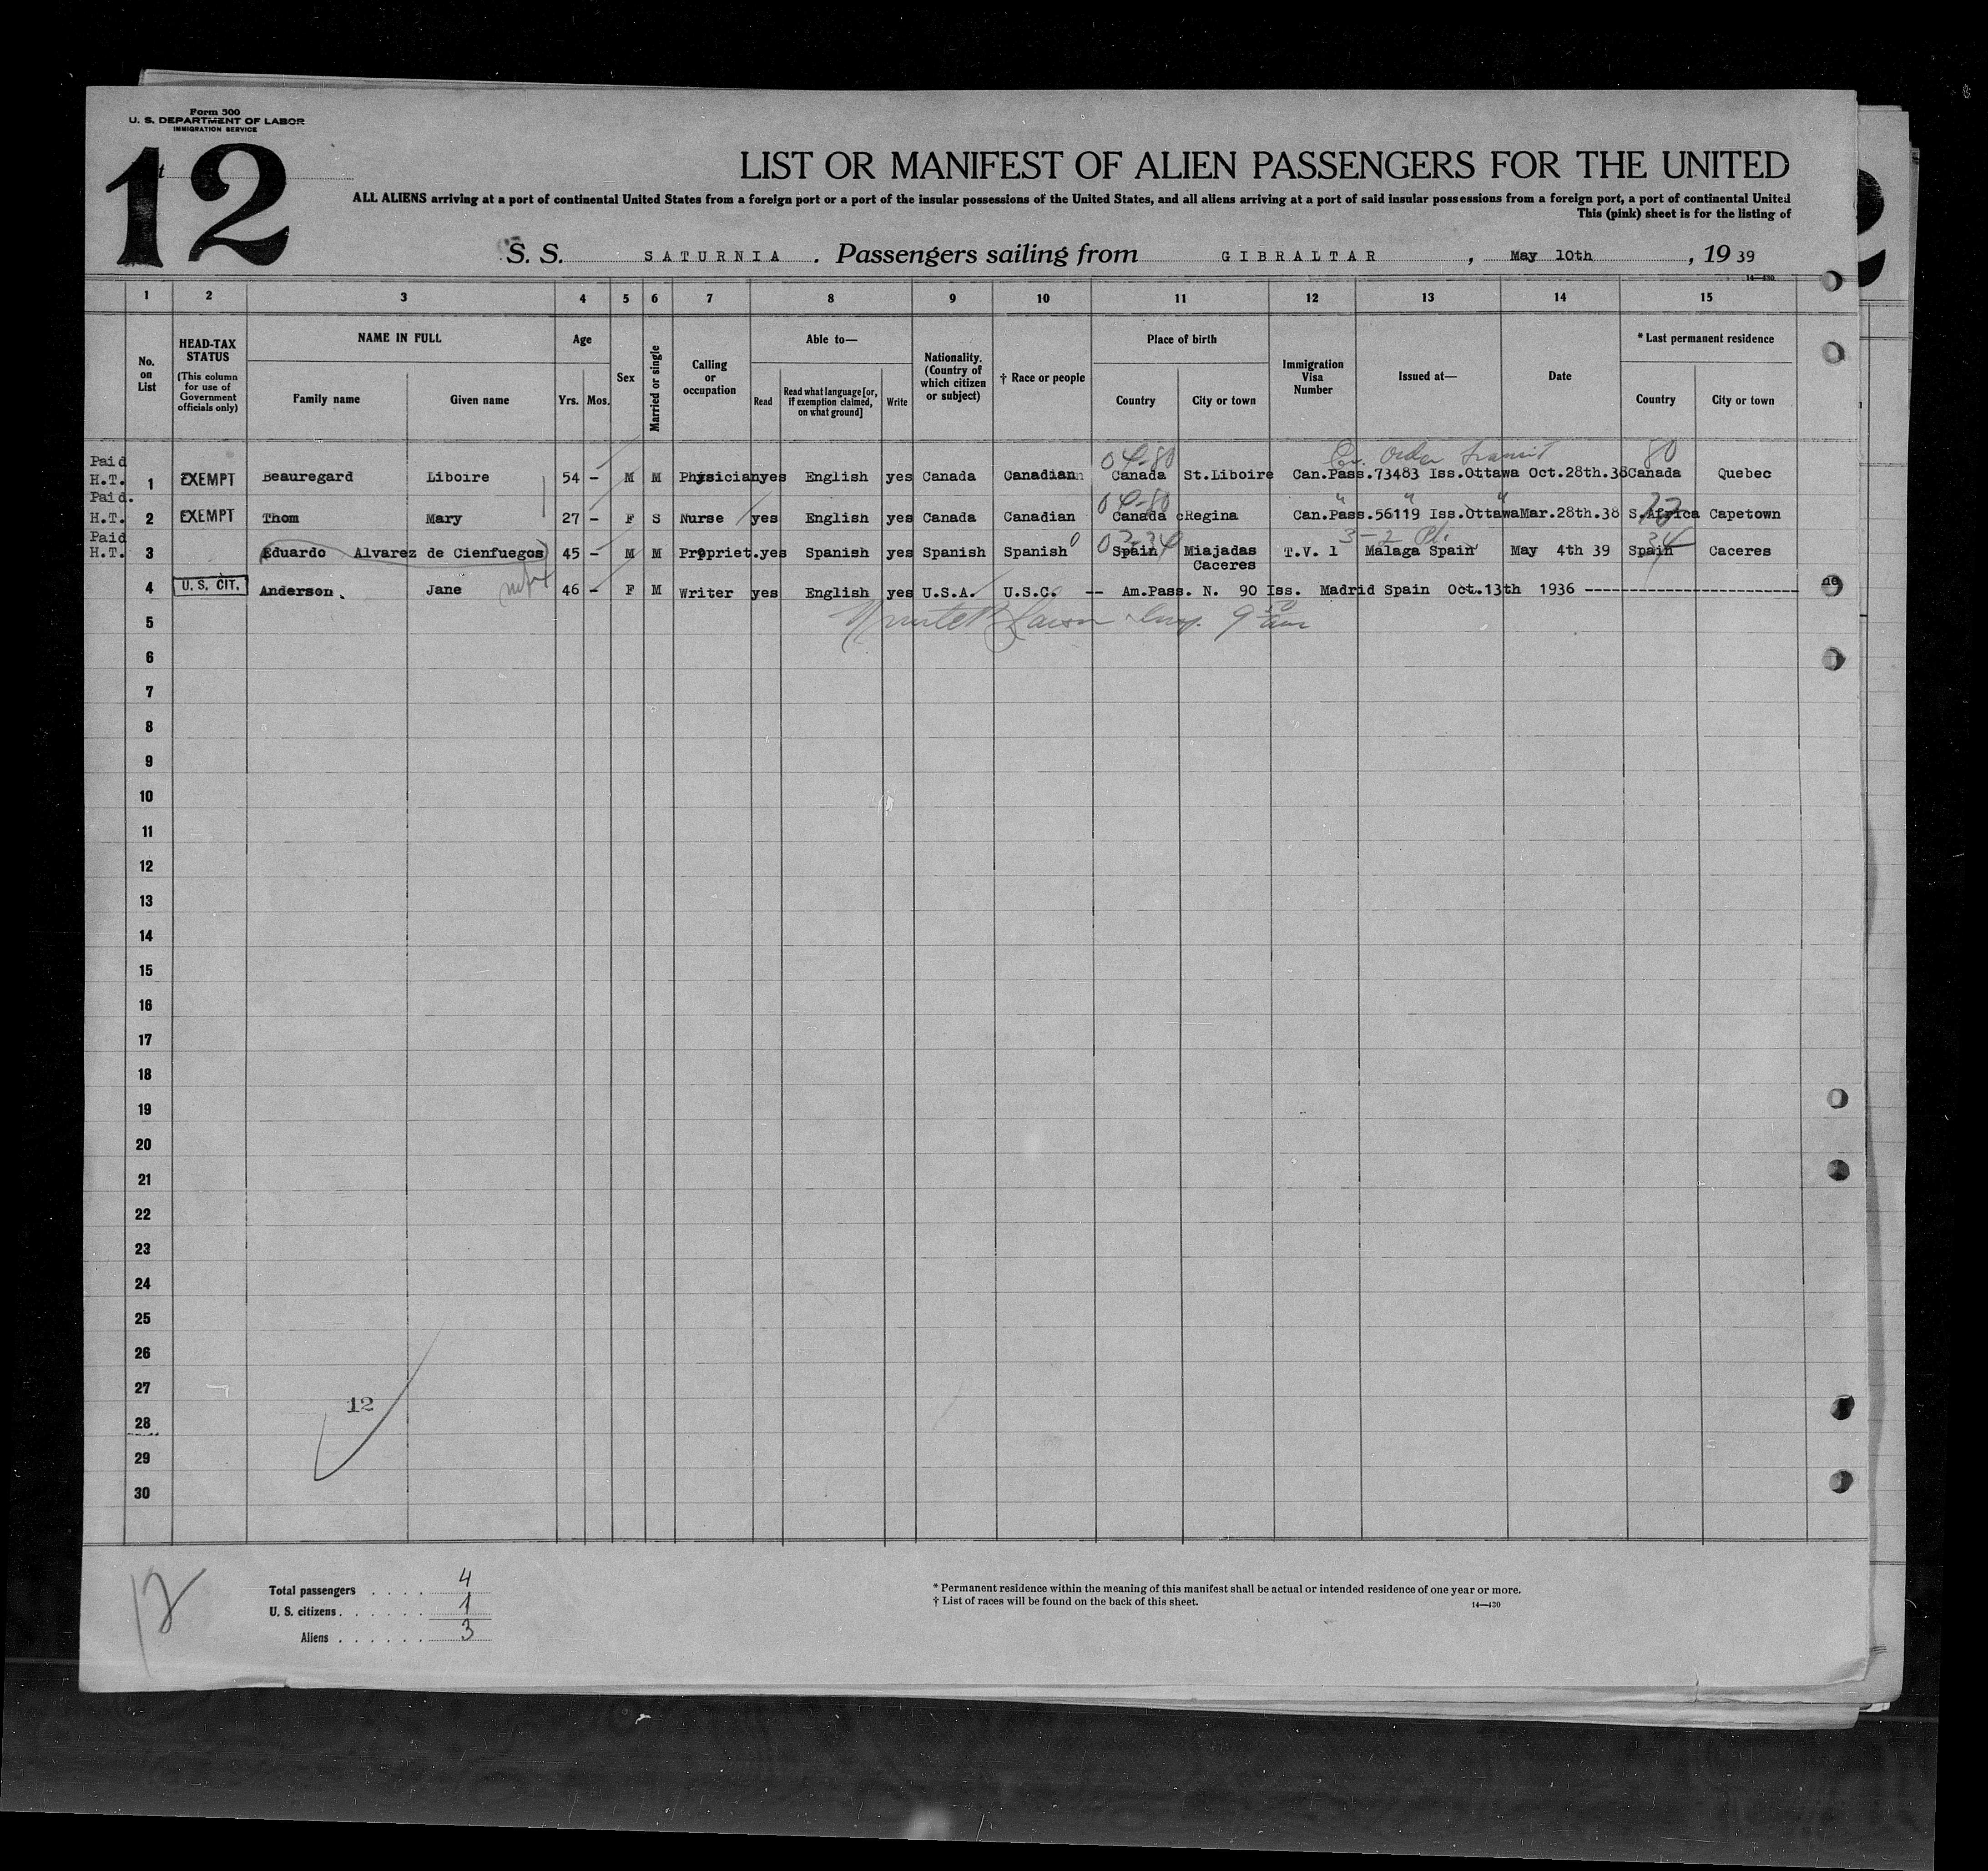 Form 500
U. S. DEPARTMENT OF LABOR
IMMIGRATION SERVICE
12
LIST OR MANIFEST OF ALIEN PASSENGERS FOR THE UNITED
ALL ALIENS arriving at a port of continental United States from a foreign port or a port of the insular possessions of the United States, and all aliens arriving at a port of said insular possessions from a foreign port, a port of continental United
This (pink) sheet is for the listing of
S. S. SATURNIA . Passengers sailing from GIBRALTAR , May 10th , 19 39
14—430
1 2 3 4 5 6 7 8 9 10 11 12 13 14 15
No. on List
HEAD-TAX STATUS
(This column for use of Government officials only)
NAME IN FULL
Family name Given name
Age
Yrs. Mos.
Sex
Married or single
Calling or occupation
Able to—
Read
Read what language [or, if exemption claimed, on what ground]
Write
Nationality. (Country of which citizen or subject)
† Race or people
Place of birth
Country City or town
Immigration Visa Number
Issued at—
Date
* Last permanent residence
Country City or town
04-80 Order Transit 80
Paid H.T. 1 EXEMPT Beauregard Liboire 54 - M M Physician yes English yes Canada Canadian Canada St.Liboire Can.Pass.73483 Iss.Ottawa Oct.28th.38 Canada Quebec
04-80 " " "
Paid. H.T. 2 EXEMPT Thom Mary 27 - F S Nurse yes English yes Canada Canadian Canada Regina Can.Pass.56119 Iss.Ottawa Mar.28th.38 S.Africa Capetown
3-2
Paid H.T. 3 Eduardo Alvarez de Cienfuegos 45 - M M Propriet. yes Spanish yes Spanish Spanish Spain Miajadas Caceres T.V. 1 Malaga Spain May 4th 39 Spain Caceres
34
4 U. S. CIT. Anderson. Jane 46 - F M Writer yes English yes U.S.A. U.S.C. -- Am.Pass. N. 90 Iss. Madrid Spain Oct.13th 1936 ------------------------
ne
5
6
7
8
9
10
11
12
13
14
15
16
17
18
19
20
21
22
23
24
25
26
27
12
28
29
30
12
Total passengers . . . . 4
U. S. citizens . . . . . . 1
Aliens . . . . . . 3
* Permanent residence within the meaning of this manifest shall be actual or intended residence of one year or more.
† List of races will be found on the back of this sheet.
14—430